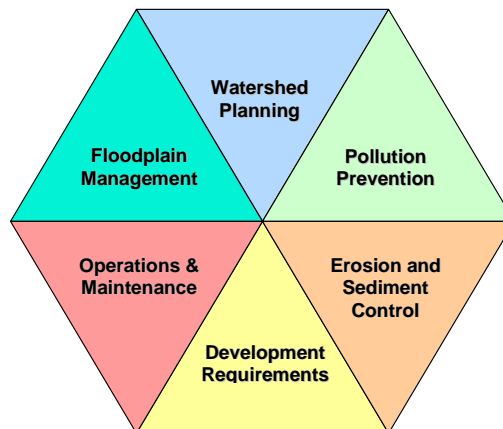 Watershed
Planning
Floodplain
Management
Pollution
Prevention
Operations &
Maintenance
Erosion and
Sediment
Control
Development
Requirements